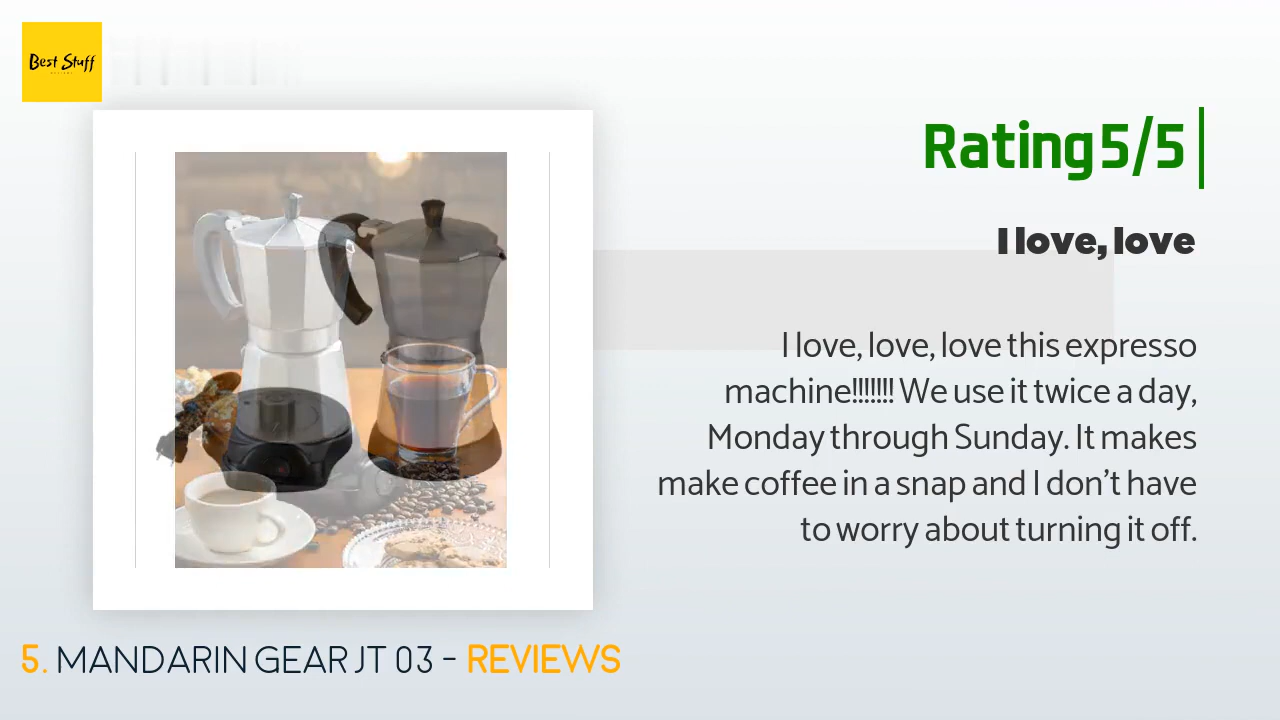 Best Stuff
Rating 5/5
I love, love
I love, love, love this expresso
machine!!!!!!! We use it twice a day,
Monday through Sunday. It makes
make coffee in a snap and I don't have
to worry about turning it off.
5. MANDARIN GEAR JT 03 - REVIEWS